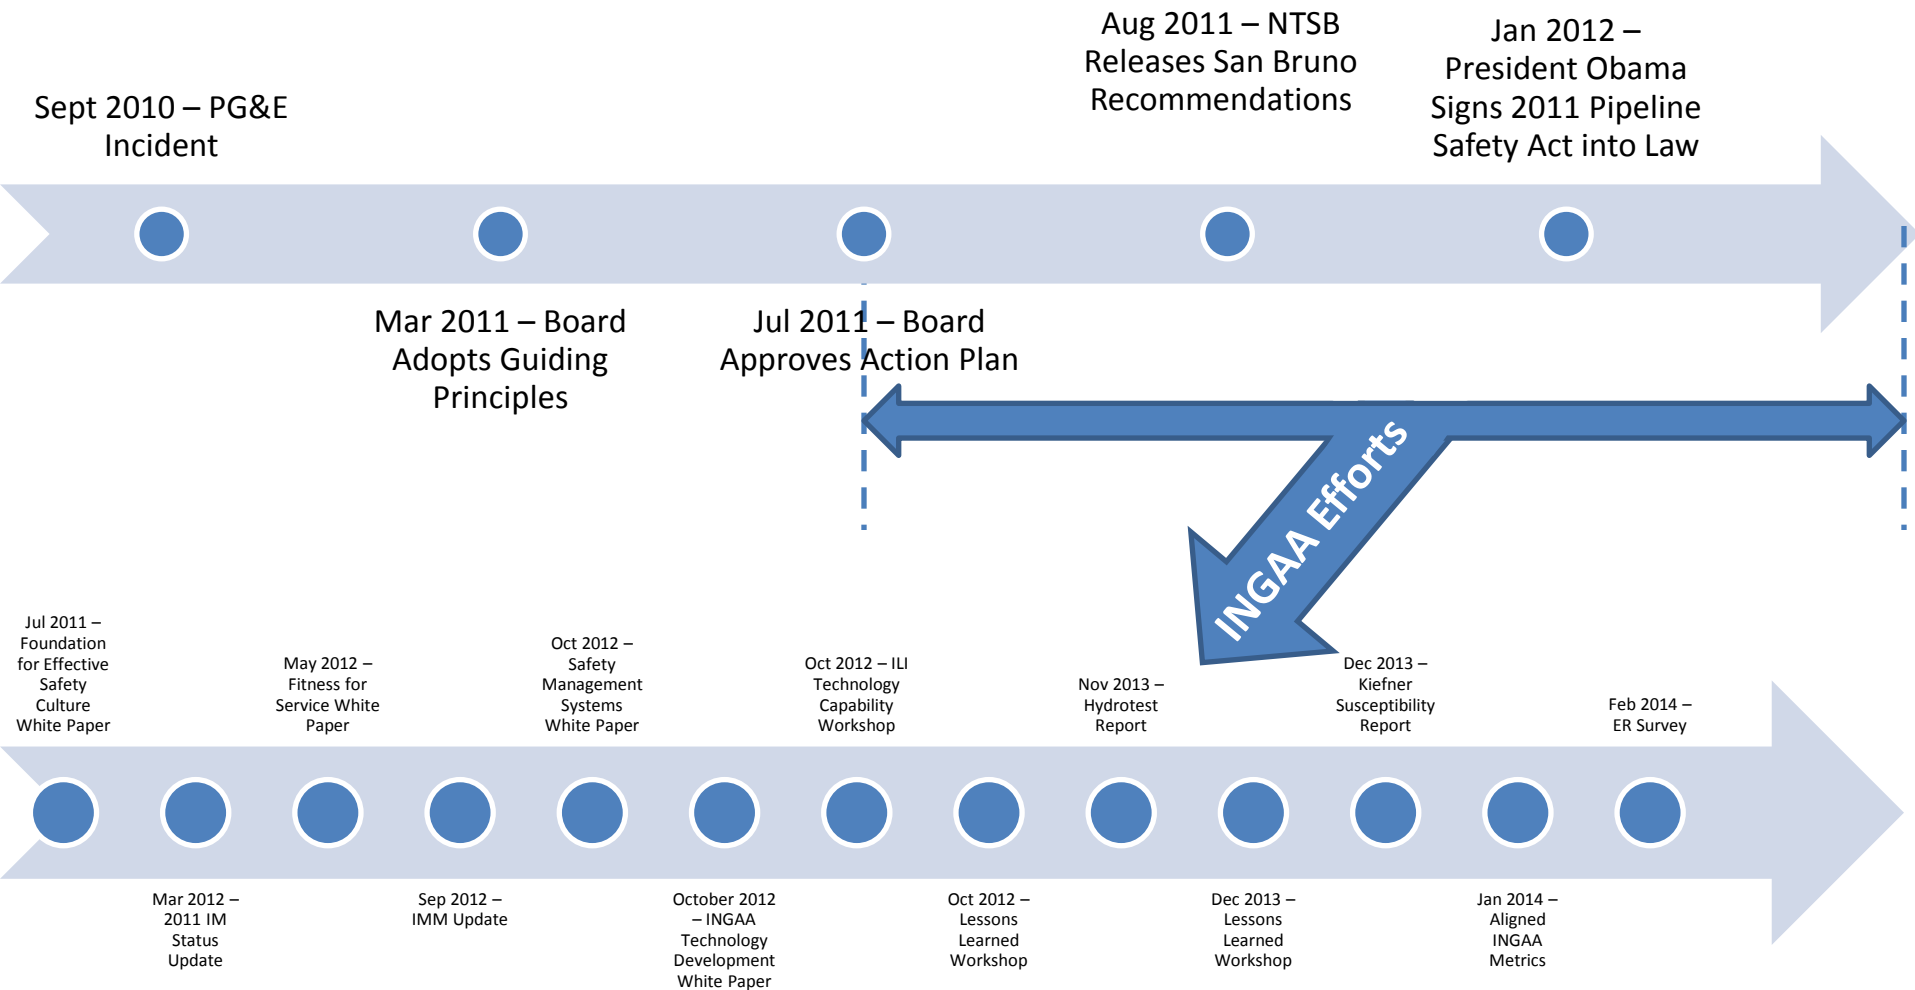 Sept 2010 – PG&E
Incident
Aug 2011 – NTSB
Releases San Bruno
Recommendations
Jan 2012 –
President Obama
Signs 2011 Pipeline
Safety Act into Law
Mar 2011 – Board
Adopts Guiding
Principles
Jul 2011 – Board
Approves Action Plan
INGAA Efforts
Jul 2011 –
Foundation
for Effective
Safety
Culture
White Paper
May 2012 –
Fitness for
Service White
Paper
Oct 2012 –
Safety
Management
Systems
White Paper
Oct 2012 – ILI
Technology
Capability
Workshop
Nov 2013 –
Hydrotest
Report
Dec 2013 –
Kiefner
Susceptibility
Report
Feb 2014 –
ER Survey
Mar 2012 –
2011 IM
Status
Update
Sep 2012 –
IMM Update
October 2012
– INGAA
Technology
Development
White Paper
Oct 2012 –
Lessons
Learned
Workshop
Dec 2013 –
Lessons
Learned
Workshop
Jan 2014 –
Aligned
INGAA
Metrics